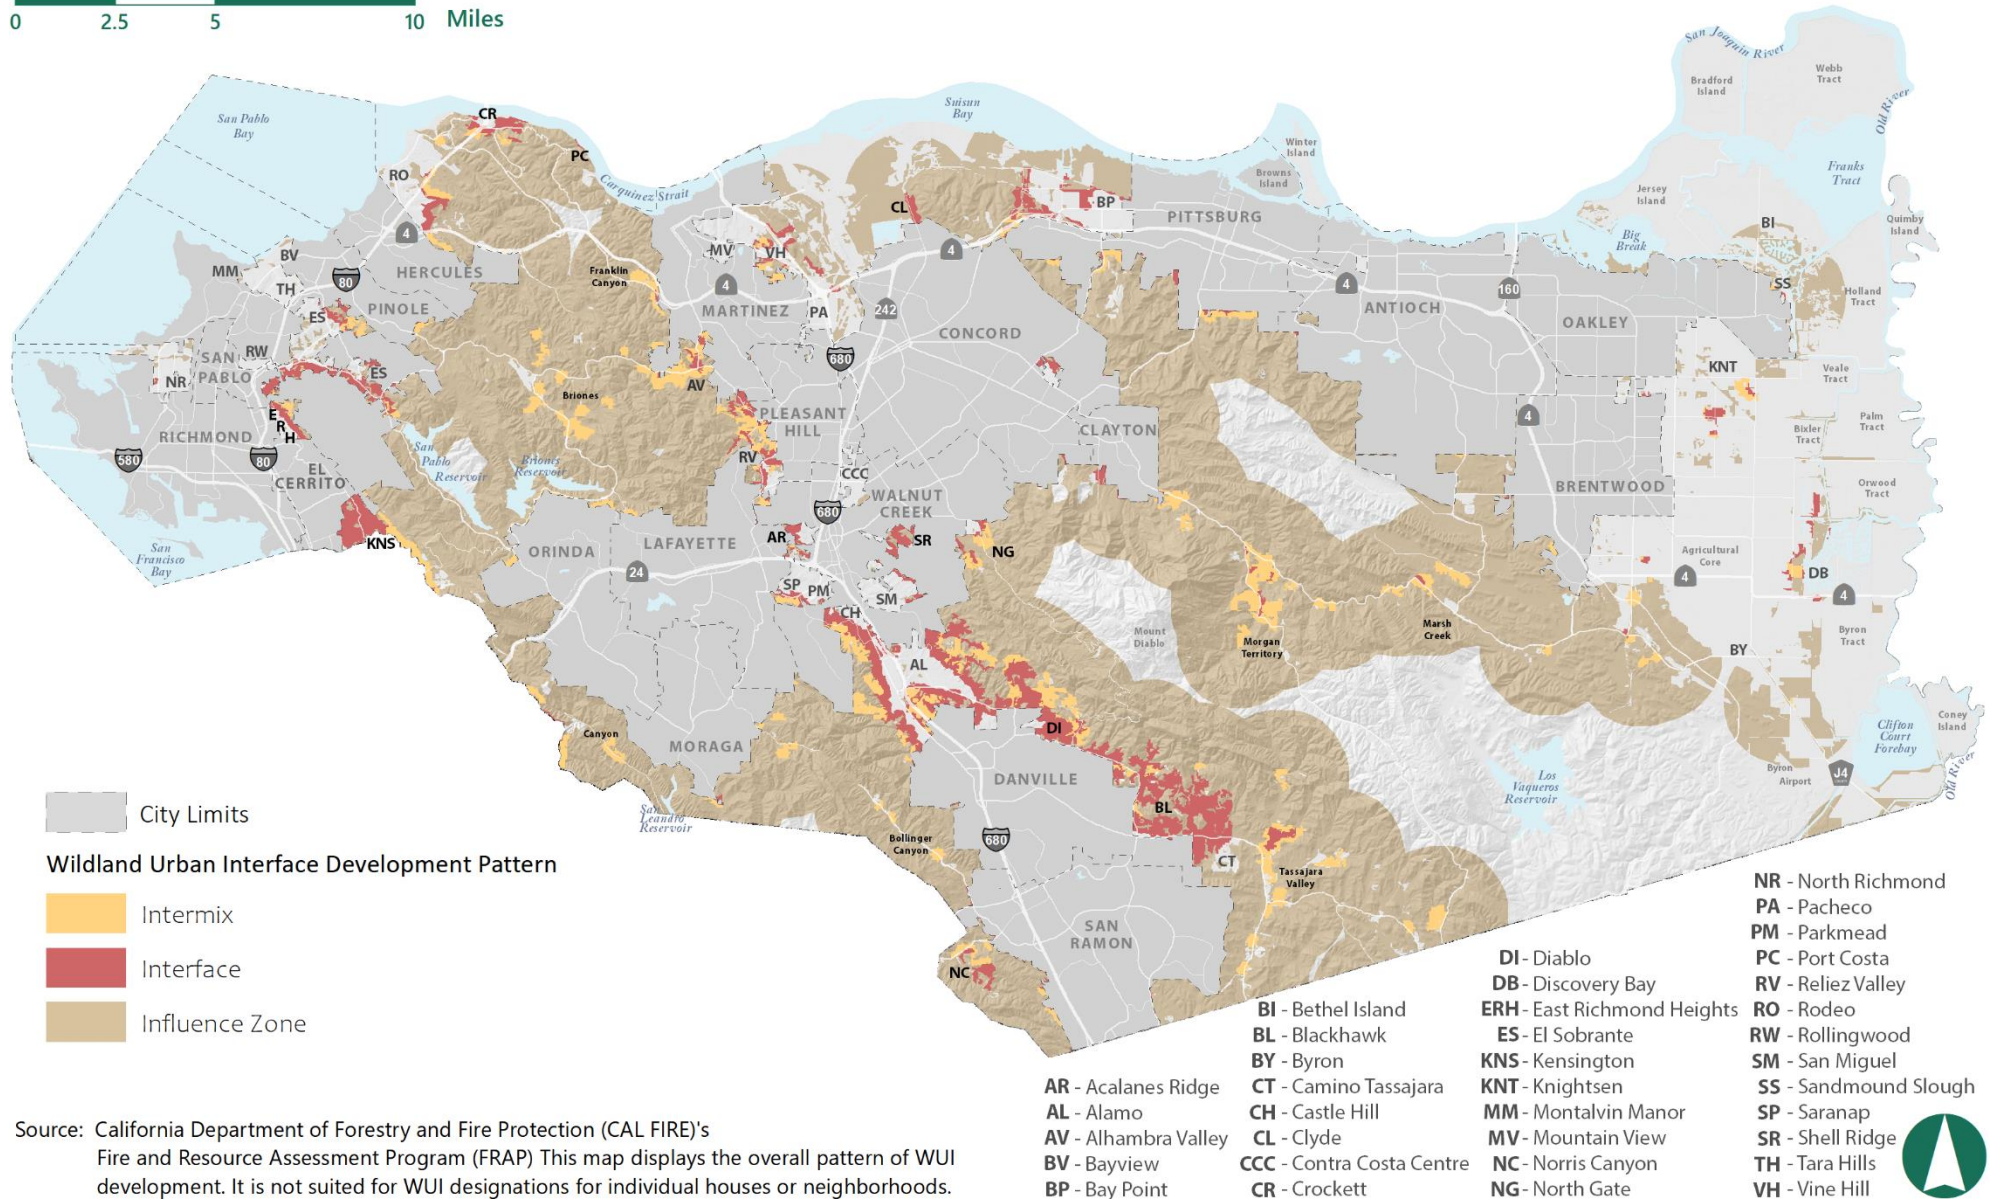 0 2.5 5 10 Miles
San Joaquin River
Bradford
Island
Webb
Tract
Old River
San Pablo
Bay
CR
Suisun
Bay
PC
Winter
Island
Browns
Island
Franks
Tract
RO
Carquinez Strait
CL
BP
PITTSBURG
Jersey
Island
BI
Quimby
Island
Big
Break
4
BV
MM
TH
80
HERCULES
MV
VH
4
Franklin
Canyon
4
SS
Holland
Tract
ES
PINOLE
MARTINEZ
PA
242
4
ANTIOCH
160
OAKLEY
CONCORD
SAN
PABLO
RW
NR
ES
680
KNT
Veale
Tract
AV
Briones
PLEASANT
HILL
CLAYTON
4
Palm
Tract
Bixler
Tract
E
R
H
RICHMOND
580
80
EL
CERRITO
San
Pablo
Reservoir
Briones
Reservoir
RV
CCC
WALNUT
CREEK
BRENTWOOD
Orwood
Tract
680
San
Francisco
Bay
KNS
ORINDA
LAFAYETTE
AR
SR
NG
24
Agricultural
Core
4
DB
4
SP
PM
SM
CH
Mount
Diablo
Morgan
Territory
Marsh
Creek
Byron
Tract
BY
AL
Canyon
MORAGA
DI
Clifton
Court
Forebay
Coney
Island
DANVILLE
Los
Vaqueros
Reservoir
Byron
Airport
J4
Old River
San
Leandro
Reservoir
BL
Bollinger
Canyon
680
CT
Tassajara
Valley
SAN
RAMON
NC
City Limits
Wildland Urban Interface Development Pattern
Intermix
Interface
Influence Zone
AR - Acalanes Ridge
AL - Alamo
AV - Alhambra Valley
BV - Bayview
BP - Bay Point
BI - Bethel Island
BL - Blackhawk
BY - Byron
CT - Camino Tassajara
CH - Castle Hill
CL - Clyde
CCC - Contra Costa Centre
CR - Crockett
DI - Diablo
DB - Discovery Bay
ERH - East Richmond Heights
ES - El Sobrante
KNS - Kensington
KNT - Knightsen
MM - Montalvin Manor
MV - Mountain View
NC - Norris Canyon
NG - North Gate
NR - North Richmond
PA - Pacheco
PM - Parkmead
PC - Port Costa
RV - Reliez Valley
RO - Rodeo
RW - Rollingwood
SM - San Miguel
SS - Sandmound Slough
SP - Saranap
SR - Shell Ridge
TH - Tara Hills
VH - Vine Hill
Source: California Department of Forestry and Fire Protection (CAL FIRE)'s
Fire and Resource Assessment Program (FRAP) This map displays the overall pattern of WUI
development. It is not suited for WUI designations for individual houses or neighborhoods.